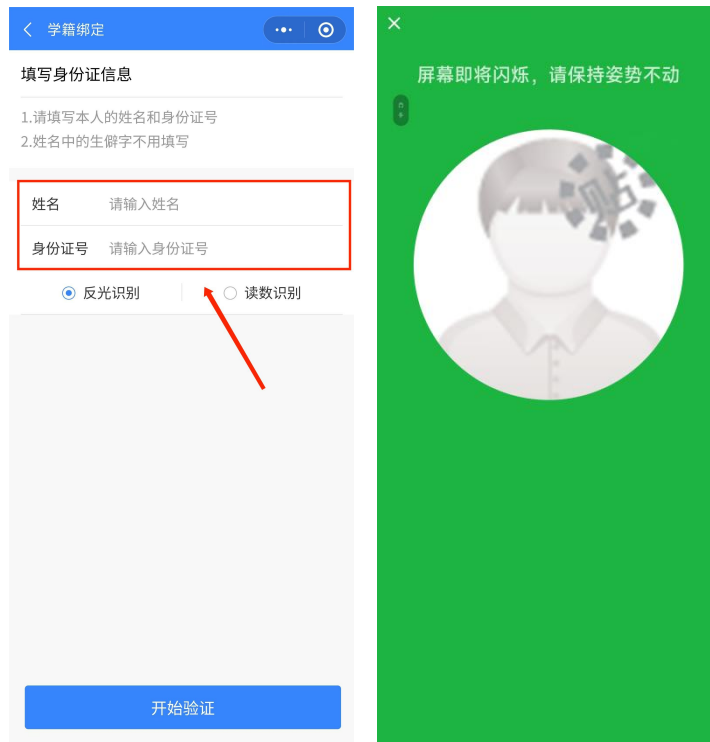 学籍绑定
填写身份证信息
1.请填写本人的姓名和身份证号
2.姓名中的生僻字不用填写
姓名 请输入姓名
身份证号 请输入身份证号
反光识别 读数识别
开始验证
屏幕即将闪烁，请保持姿势不动
贴